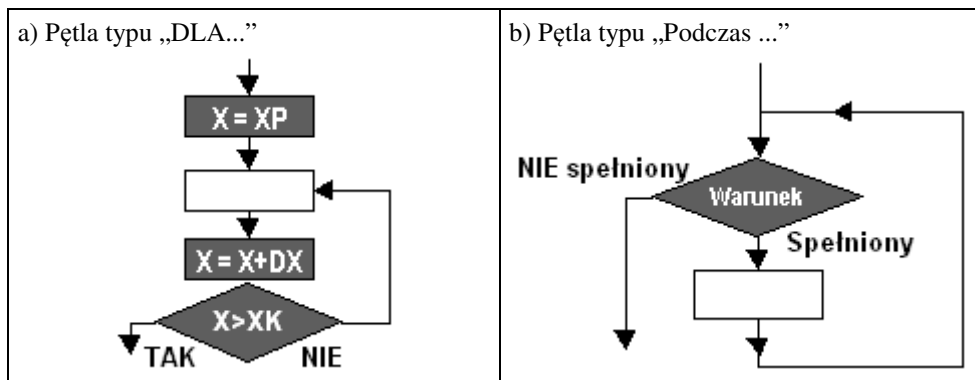 a) Pętla typu „DLA...”
X = XP
X = X+DX
X>XK
TAK
NIE
b) Pętla typu „Podczas ...”
NIE spełniony
Warunek
Spełniony